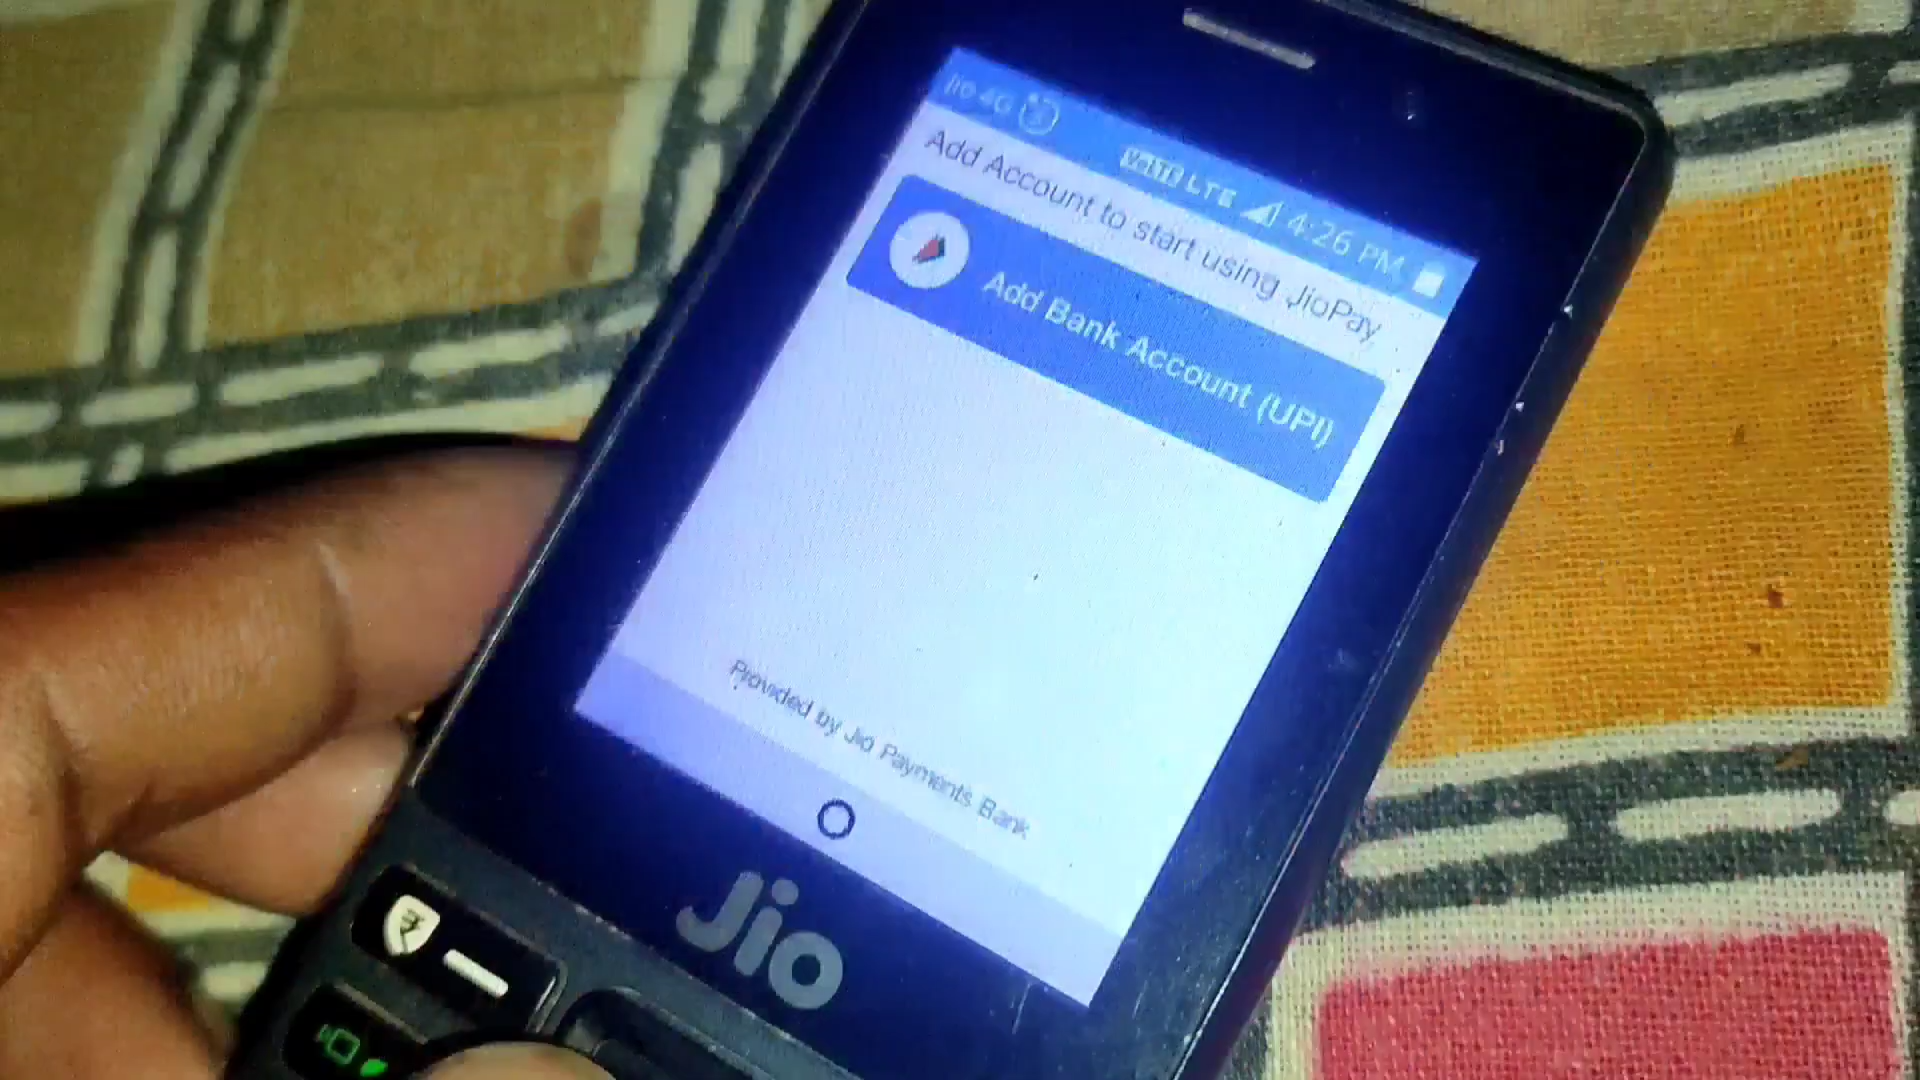 Jio 4G VoLTE LTE 4:26 PM
Add Account to start using JioPay
Add Bank Account (UPI)
Provided by Jio Payments Bank
Jio
₹